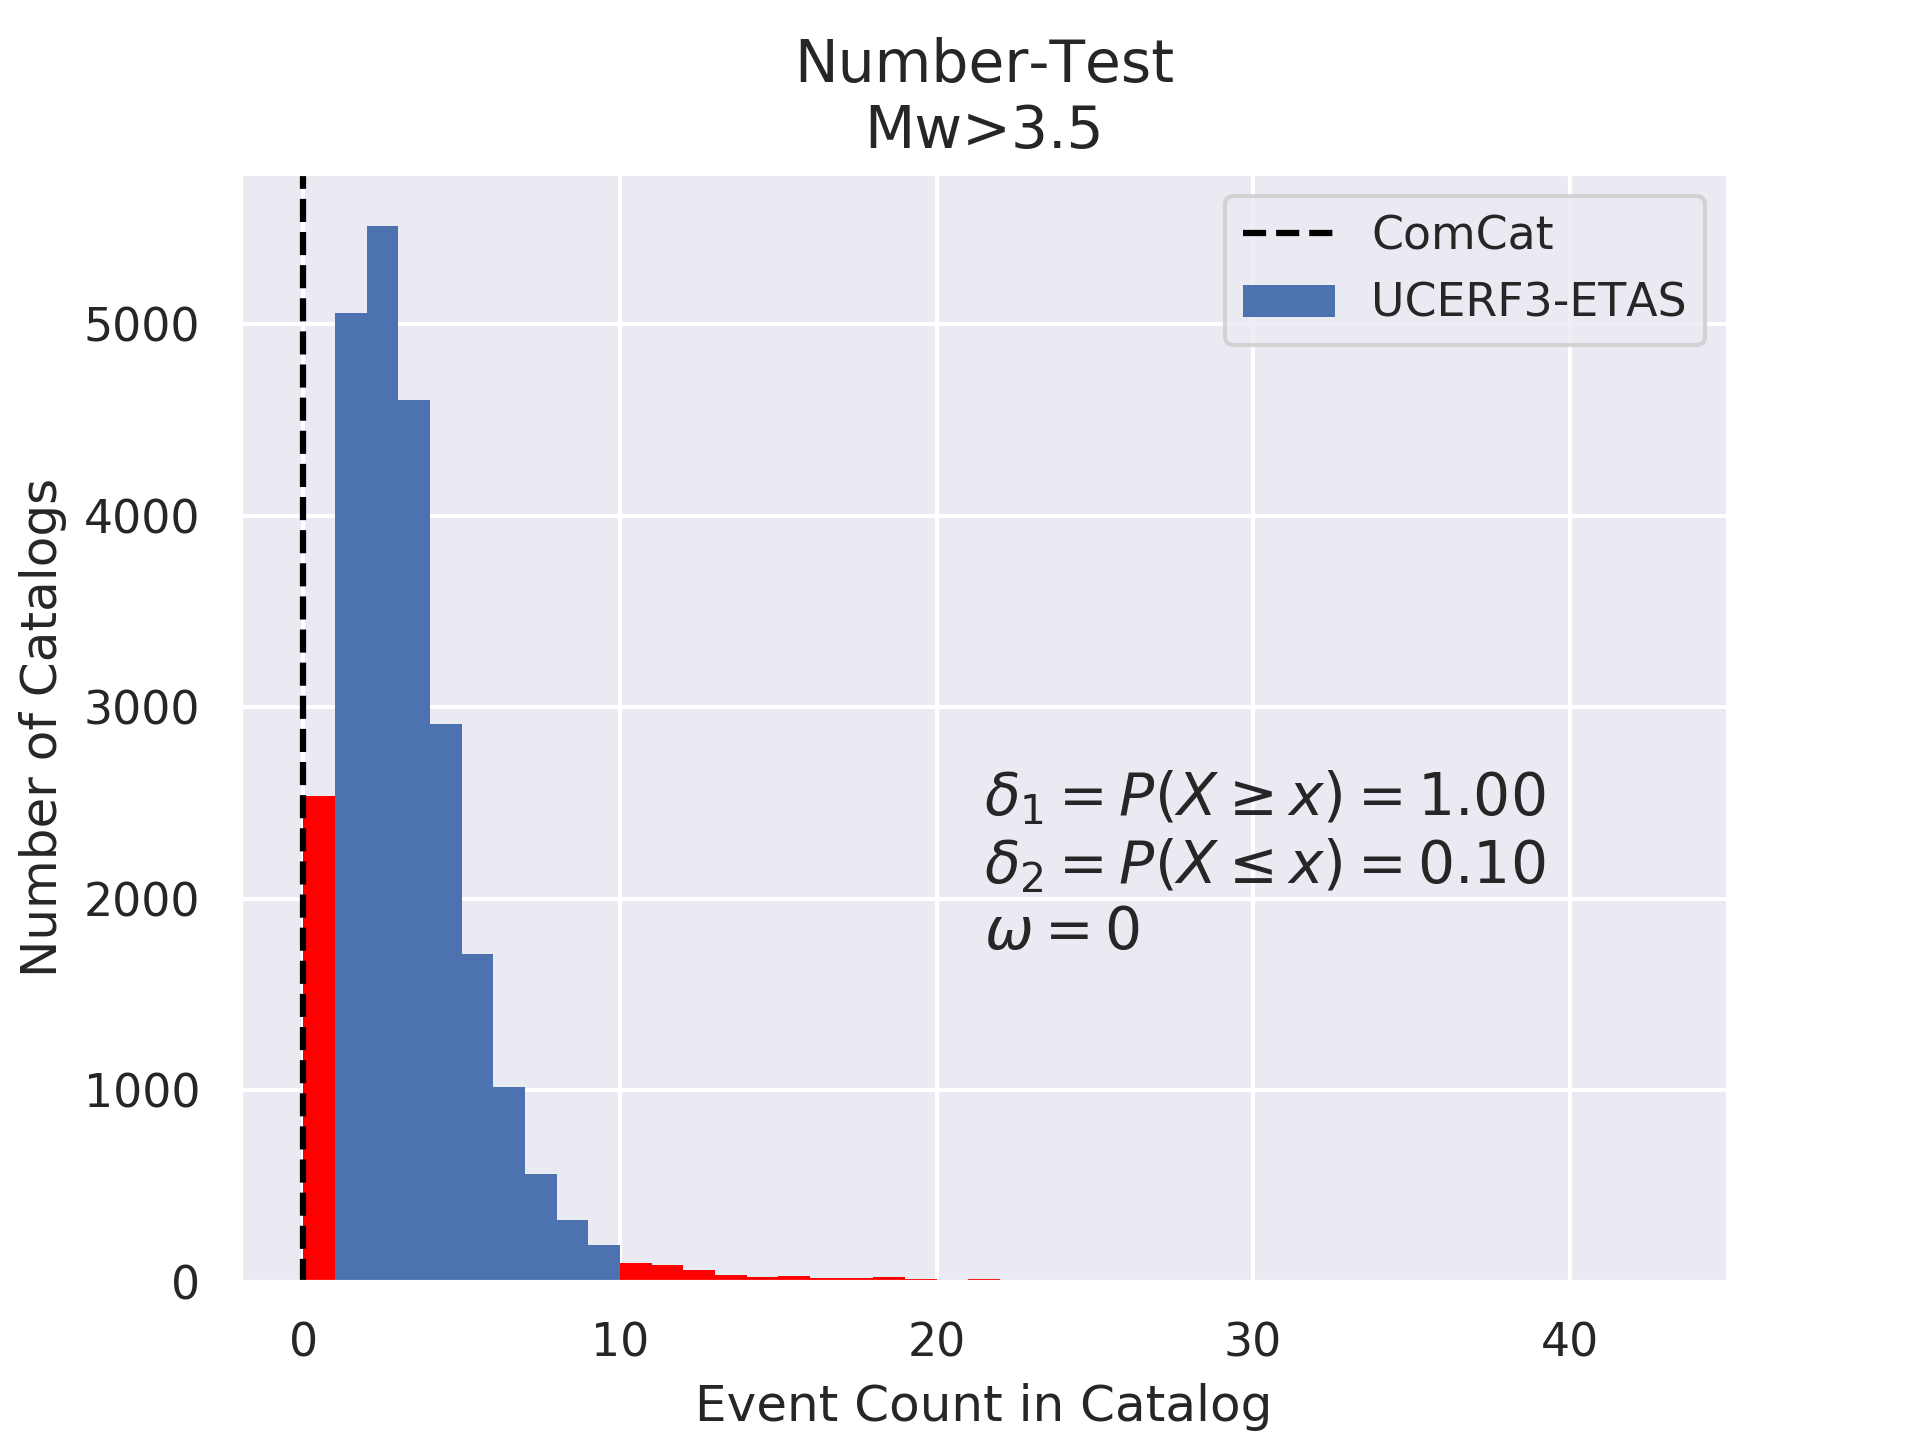 Number-Test
Mw>3.5
ComCat
UCERF3-ETAS
δ₁ = P(X ≥ x) = 1.00
δ₂ = P(X ≤ x) = 0.10
ω = 0
Number of Catalogs
5000
4000
3000
2000
1000
0
0 10 20 30 40
Event Count in Catalog